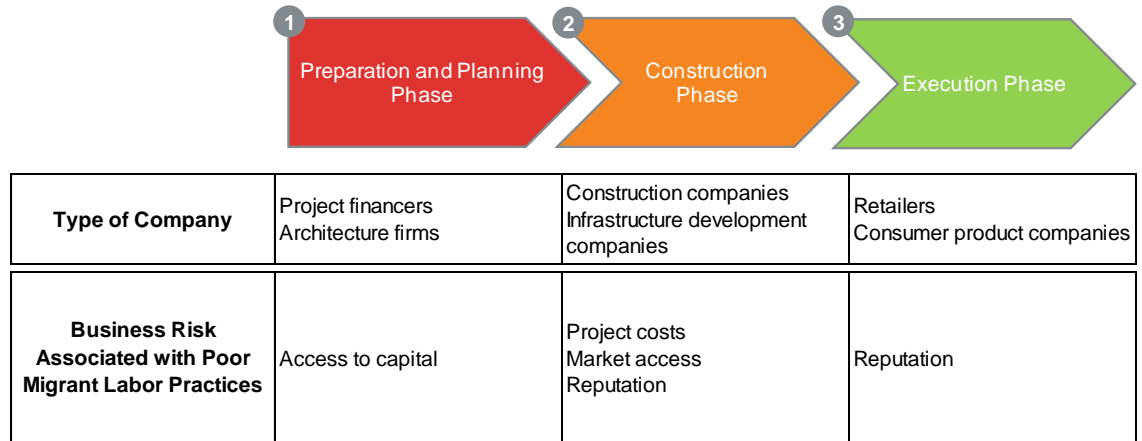 1
Preparation and Planning
Phase
2
Construction
Phase
3
Execution Phase
Type of Company
Project financers
Architecture firms
Construction companies
Infrastructure development
companies
Retailers
Consumer product companies
Business Risk
Associated with Poor
Migrant Labor Practices
Access to capital
Project costs
Market access
Reputation
Reputation